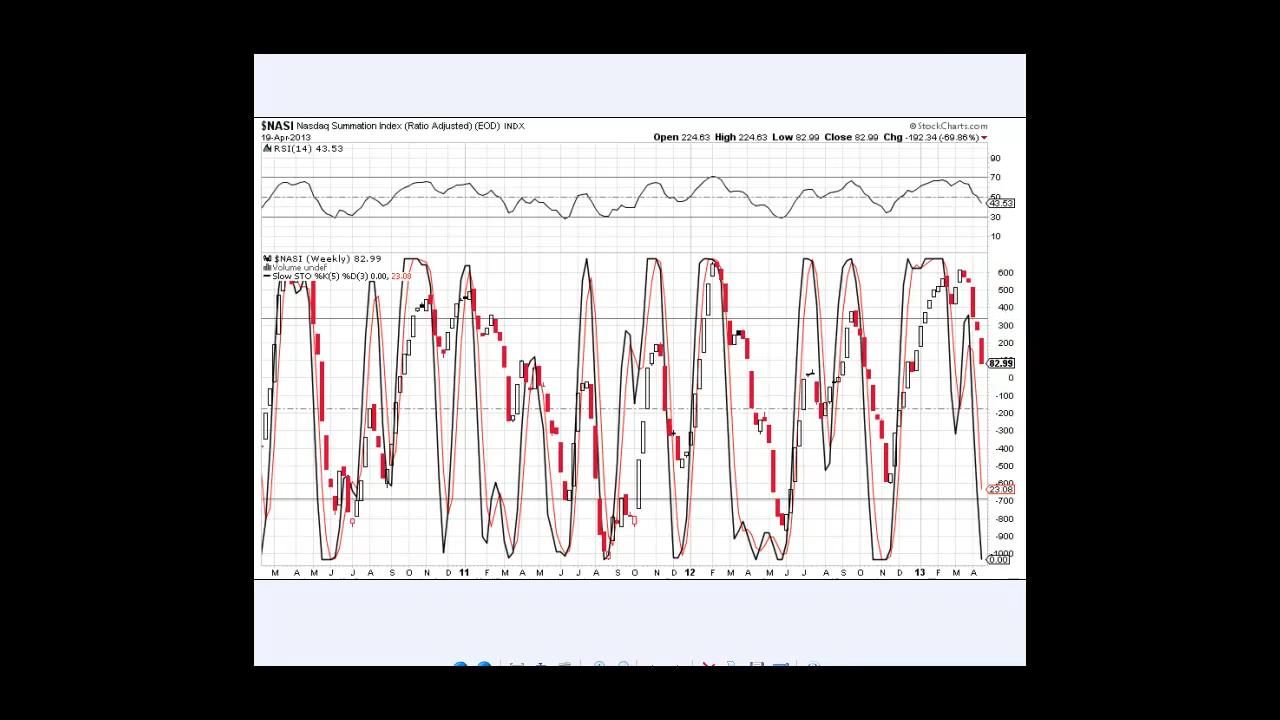 $NASI Nasdaq Summation Index (Ratio Adjusted) (EOD) INDX
© StockCharts.com
19-Apr-2013
Open 224.63 High 224.63 Low 82.99 Close 82.99 Chg -192.34 (-69.86%)
RSI(14) 43.53
90
70
50
43.53
30
10
$NASI (Weekly) 82.99
Volume undef
Slow STO %K(5) %D(3) 0.00, 23.08
600
500
400
300
200
82.99
0
-100
-200
-300
-400
-500
-600
23.08
-700
-800
-900
-1000
0.00
M A M J J A S O N D 11 F M A M J J A S O N 12 F M A M J J A S O N D 13 F M A